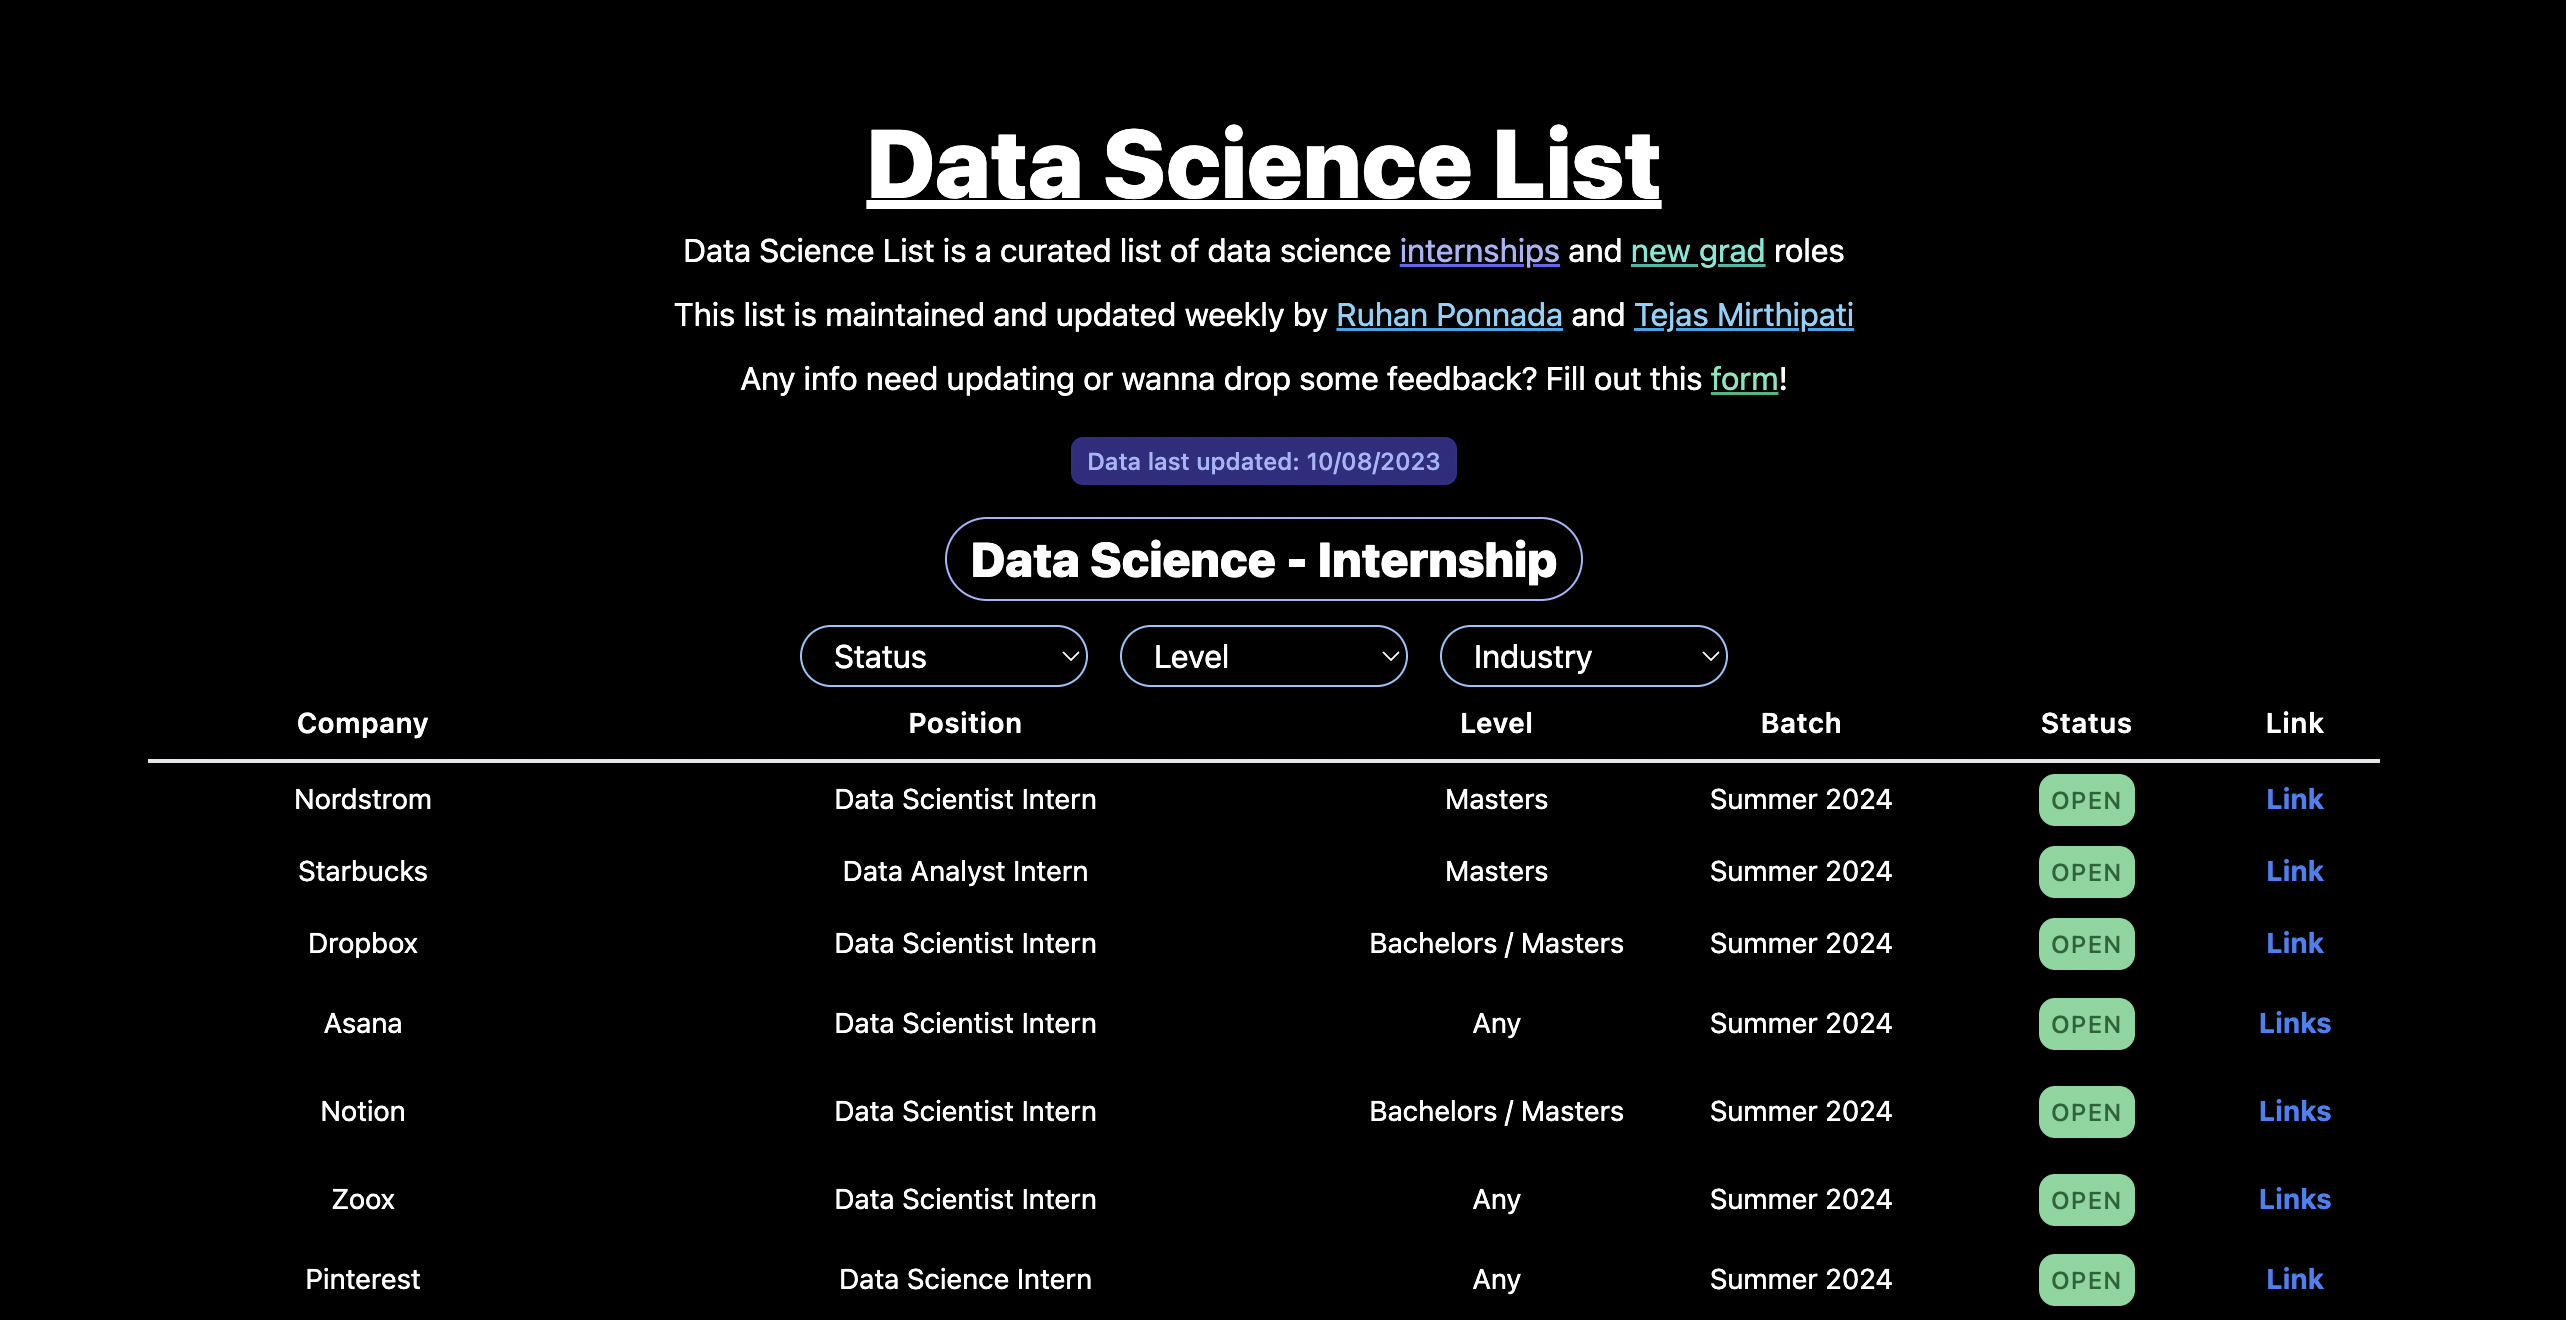 Data Science List
Data Science List is a curated list of data science internships and new grad roles
This list is maintained and updated weekly by Ruhan Ponnada and Tejas Mirthipati
Any info need updating or wanna drop some feedback? Fill out this form!
Data last updated: 10/08/2023
Data Science - Internship
Status Level Industry
Company Position Level Batch Status Link
Nordstrom Data Scientist Intern Masters Summer 2024 OPEN Link
Starbucks Data Analyst Intern Masters Summer 2024 OPEN Link
Dropbox Data Scientist Intern Bachelors / Masters Summer 2024 OPEN Link
Asana Data Scientist Intern Any Summer 2024 OPEN Links
Notion Data Scientist Intern Bachelors / Masters Summer 2024 OPEN Links
Zoox Data Scientist Intern Any Summer 2024 OPEN Links
Pinterest Data Science Intern Any Summer 2024 OPEN Link